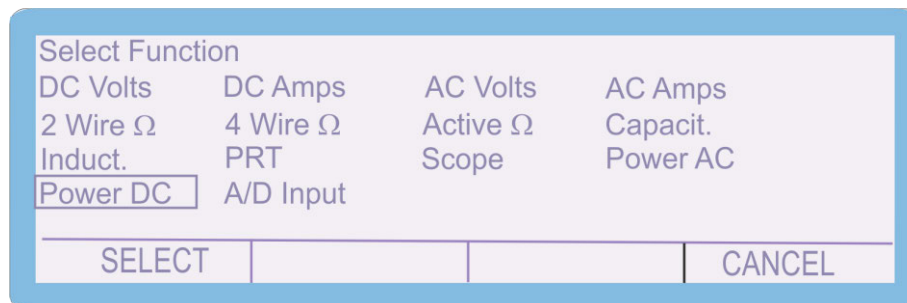 Select Function
DC Volts DC Amps AC Volts AC Amps
2 Wire Ω 4 Wire Ω Active Ω Capacit.
Induct. PRT Scope Power AC
Power DC A/D Input
SELECT CANCEL